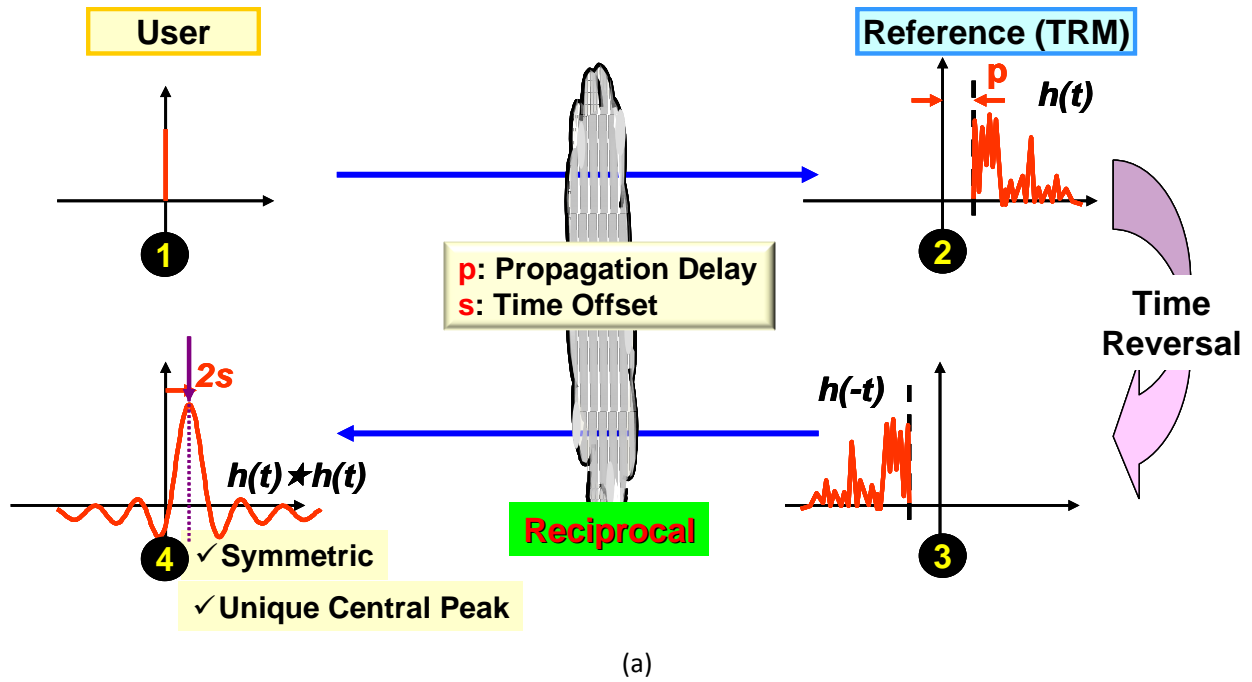 User
Reference (TRM)
p
h(t)
1
2
p: Propagation Delay
s: Time Offset
Time
Reversal
2s
h(-t)
h(t)★h(t)
Reciprocal
4
3
✓Symmetric
✓Unique Central Peak
(a)